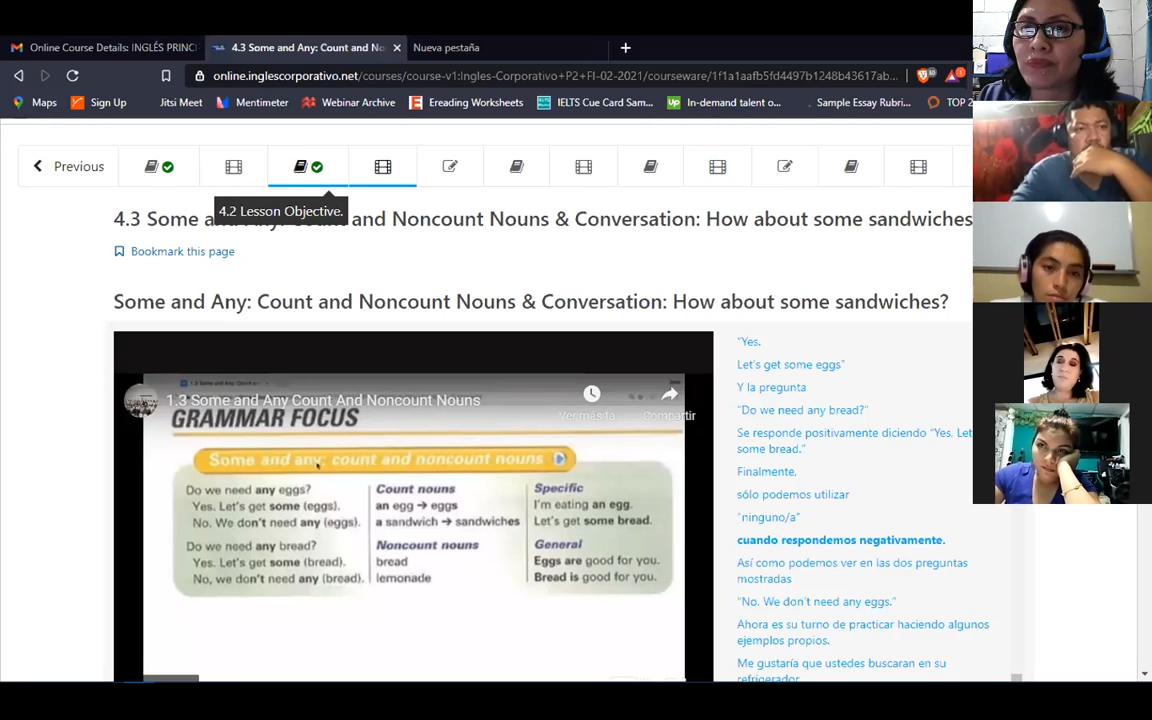 Online Course Details: INGLÉS PRINC
4.3 Some and Any: Count and No
Nueva pestaña
online.inglescorporativo.net/courses/course-v1:Ingles-Corporativo+P2+FI-02-2021/courseware/1f1a1aafb5fd4497b1248b43617ab...
Maps
Sign Up
Jitsi Meet
Mentimeter
Webinar Archive
Ereading Worksheets
IELTS Cue Card Sam...
In-demand talent o...
Sample Essay Rubri...
TOP 2
Previous
4.2 Lesson Objective.
4.3 Some and Any: Count and Noncount Nouns & Conversation: How about some sandwiches
Bookmark this page
Some and Any: Count and Noncount Nouns & Conversation: How about some sandwiches?
1.3 Some and Any Count And Noncount Nouns
Ver más ta
Compartir
GRAMMAR FOCUS
Some and any; count and noncount nouns
Do we need any eggs?
Yes. Let's get some (eggs).
No. We don't need any (eggs).
Do we need any bread?
Yes. Let's get some (bread).
No, we don't need any (bread).
Count nouns
an egg → eggs
a sandwich → sandwiches
Noncount nouns
bread
lemonade
Specific
I'm eating an egg.
Let's get some bread.
General
Eggs are good for you.
Bread is good for you.
"Yes.
Let's get some eggs"
Y la pregunta
"Do we need any bread?"
Se responde positivamente diciendo "Yes. Let
some bread."
Finalmente,
sólo podemos utilizar
"ninguno/a"
cuando respondemos negativamente.
Así como podemos ver en las dos preguntas
mostradas
"No. We don't need any eggs."
Ahora es su turno de practicar haciendo algunos
ejemplos propios.
Me gustaría que ustedes buscaran en su
refrigerador